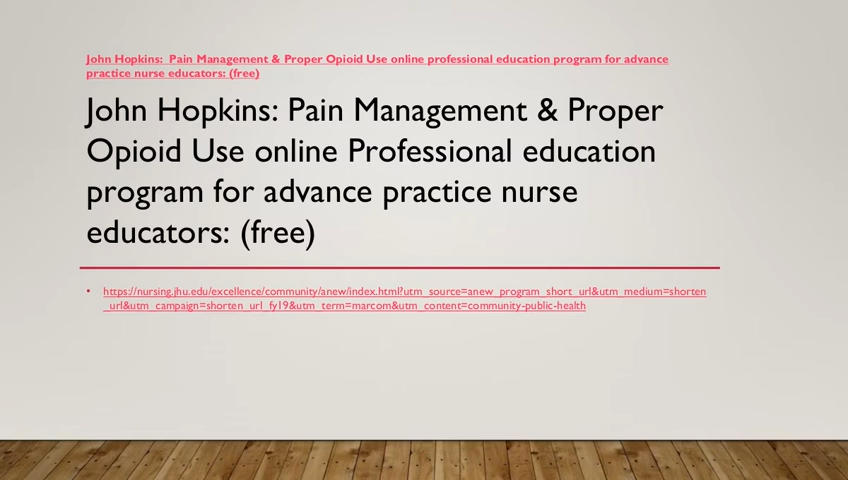 John Hopkins:  Pain Management & Proper Opioid Use online professional education program for advance
practice nurse educators: (free)
John Hopkins: Pain Management & Proper
Opioid Use online Professional education
program for advance practice nurse
educators: (free)
• https://nursing.jhu.edu/excellence/community/anew/index.html?utm_source=anew_program_short_url&utm_medium=shorten
_url&utm_campaign=shorten_url_fy19&utm_term=marcom&utm_content=community-public-health